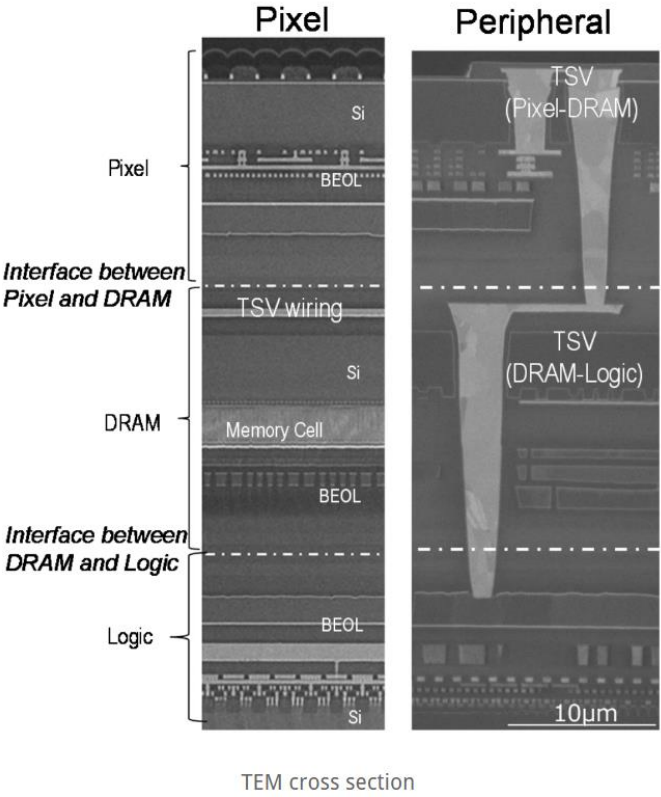 Pixel
Peripheral
TSV
(Pixel-DRAM)
Si
Pixel
BEOL
Interface between
Pixel and DRAM
TSV wiring
TSV
(DRAM-Logic)
Si
DRAM
Memory Cell
BEOL
Interface between
DRAM and Logic
BEOL
Logic
Si
10μm
TEM cross section